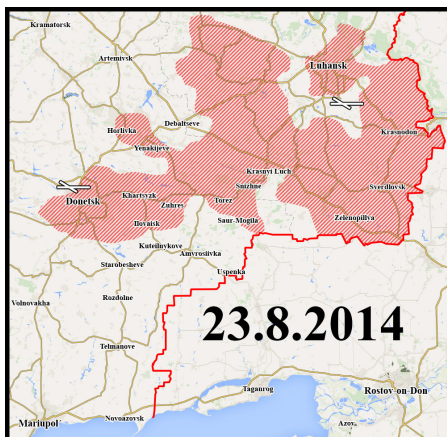 Kramatorsk
Artemivsk
Luhansk
Debaltseve
Horlivka
Krasnodon
Yenakijeve
Krasnyi Luch
Donetsk
Khartsyzk
Snizhne
Sverdlovsk
Zuhres
Torez
Ilovaisk
Saur-Mogila
Zelenopillya
Kuteilnykove
Amvrosiivka
Starobesheve
Uspenka
Volnovakha
Rozdolne
23.8.2014
Telmanove
Taganrog
Rostov-on-Don
Mariupol
Novoazovsk
Azov